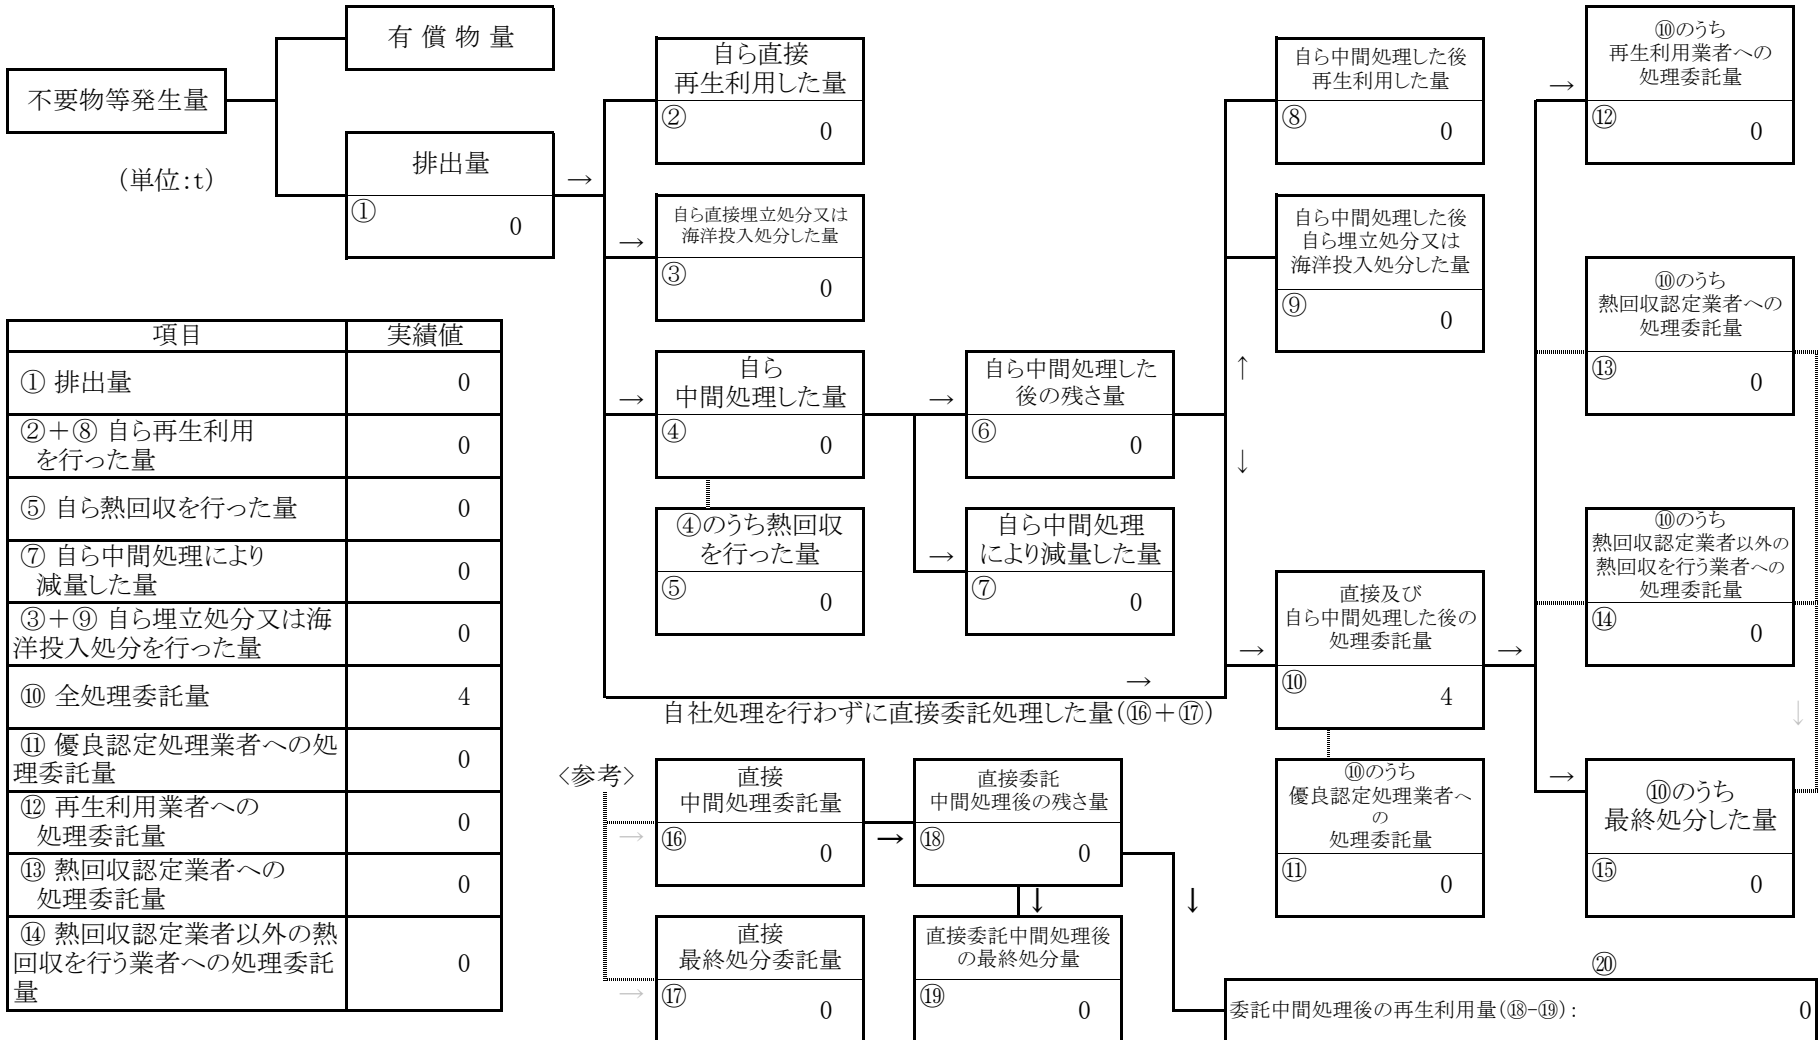 有償物量
不要物等発生量
(単位:t)
排出量
①
0
→
自ら直接
再生利用した量
②
0
→
自ら直接埋立処分又は
海洋投入処分した量
③
0
→
自ら
中間処理した量
④
0
④のうち熱回収
を行った量
⑤
0
→
自ら中間処理した
後の残さ量
⑥
0
→
自ら中間処理
により減量した量
⑦
0
↑
↓
自ら中間処理した後
再生利用した量
⑧
0
自ら中間処理した後
自ら埋立処分又は
海洋投入処分した量
⑨
0
→
自社処理を行わずに直接委託処理した量(⑯+⑰)
→
直接及び
自ら中間処理した後の
処理委託量
⑩
4
→
⑩のうち
優良認定処理業者へ
の
処理委託量
⑪
0
→
⑩のうち
再生利用業者への
処理委託量
⑫
0
⑩のうち
熱回収認定業者への
処理委託量
⑬
0
⑩のうち
熱回収認定業者以外の
熱回収を行う業者への
処理委託量
⑭
0
↓
→
⑩のうち
最終処分した量
⑮
0
項目 実績値
① 排出量 0
②+⑧ 自ら再生利用
を行った量 0
⑤ 自ら熱回収を行った量 0
⑦ 自ら中間処理により
減量した量 0
③+⑨ 自ら埋立処分又は海
洋投入処分を行った量 0
⑩ 全処理委託量 4
⑪ 優良認定処理業者への処
理委託量 0
⑫ 再生利用業者への
処理委託量 0
⑬ 熱回収認定業者への
処理委託量 0
⑭ 熱回収認定業者以外の熱
回収を行う業者への処理委託
量 0
<参考>
→
直接
中間処理委託量
⑯
0
→
直接委託
中間処理後の残さ量
⑱
0
↓
↓
→
直接
最終処分委託量
⑰
0
直接委託中間処理後
の最終処分量
⑲
0
⑳
委託中間処理後の再生利用量(⑱-⑲): 0